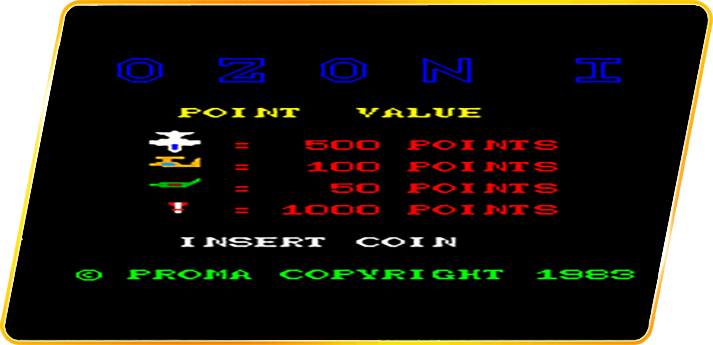 OZON I
POINT VALUE
= 500 POINTS
= 100 POINTS
= 50 POINTS
= 1000 POINTS
INSERT COIN
© PROMA COPYRIGHT 1983